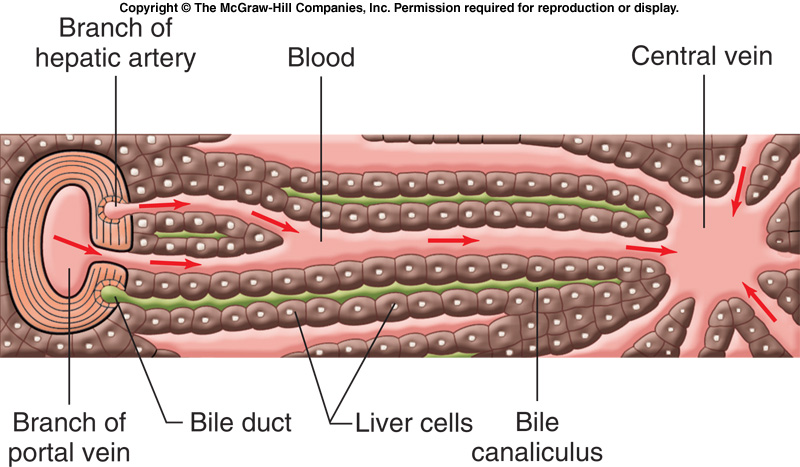 Copyright © The McGraw-Hill Companies, Inc. Permission required for reproduction or display.
Branch of
hepatic artery
Blood
Central vein
Branch of
portal vein
Bile duct
Liver cells
Bile
canaliculus